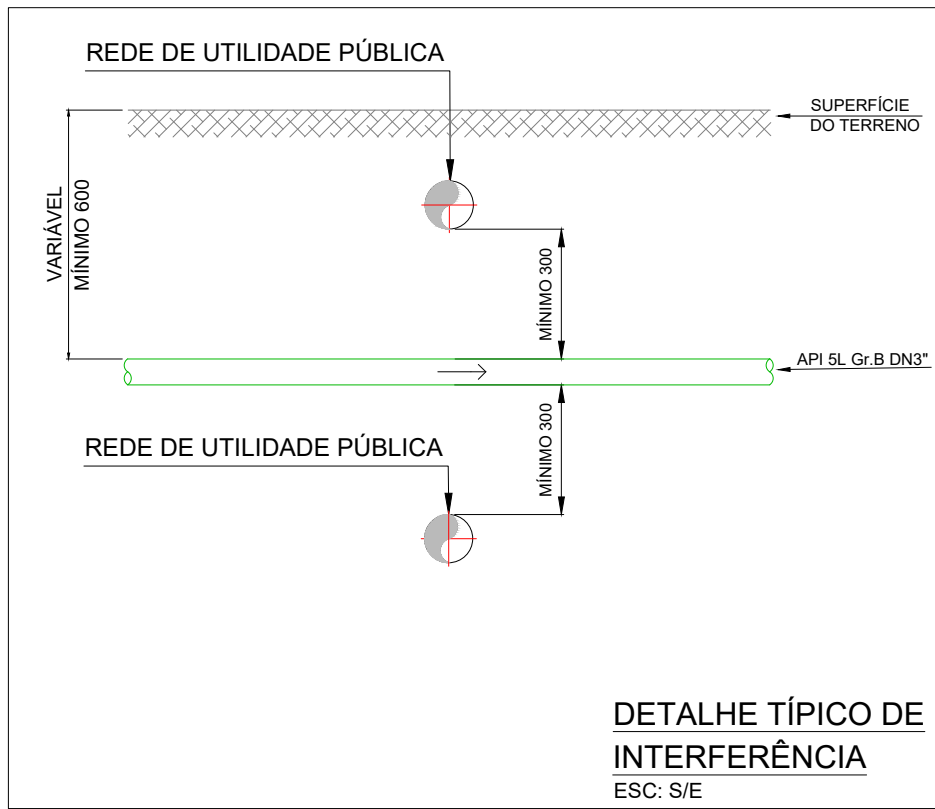 REDE DE UTILIDADE PÚBLICA
SUPERFÍCIE
DO TERRENO
VARIÁVEL
MÍNIMO 600
MÍNIMO 300
API 5L Gr.B DN3"
MÍNIMO 300
REDE DE UTILIDADE PÚBLICA
DETALHE TÍPICO DE
INTERFERÊNCIA
ESC: S/E